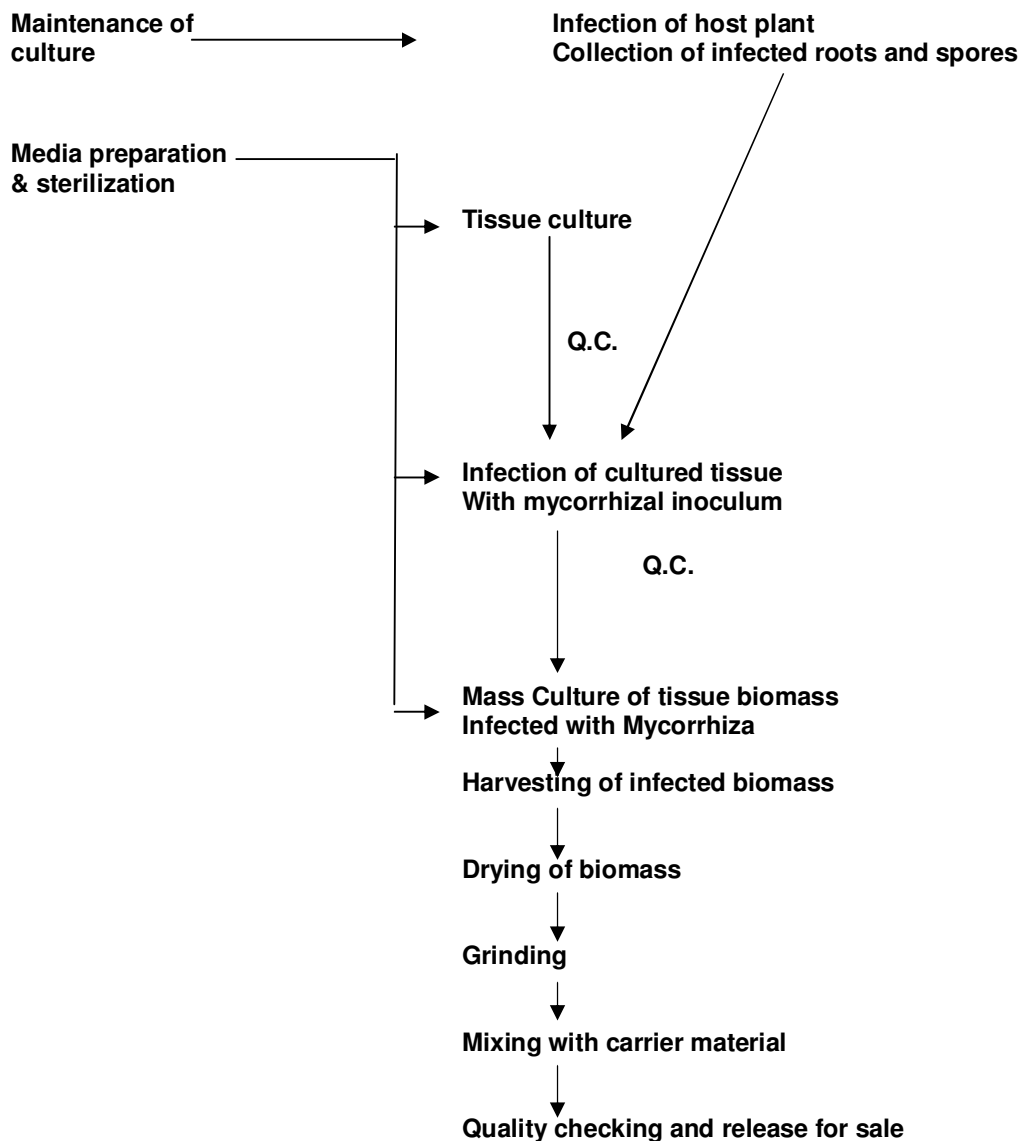 Maintenance of
culture
Infection of host plant
Collection of infected roots and spores
Media preparation
& sterilization
Tissue culture
Q.C.
Infection of cultured tissue
With mycorrhizal inoculum
Q.C.
Mass Culture of tissue biomass
Infected with Mycorrhiza
Harvesting of infected biomass
Drying of biomass
Grinding
Mixing with carrier material
Quality checking and release for sale